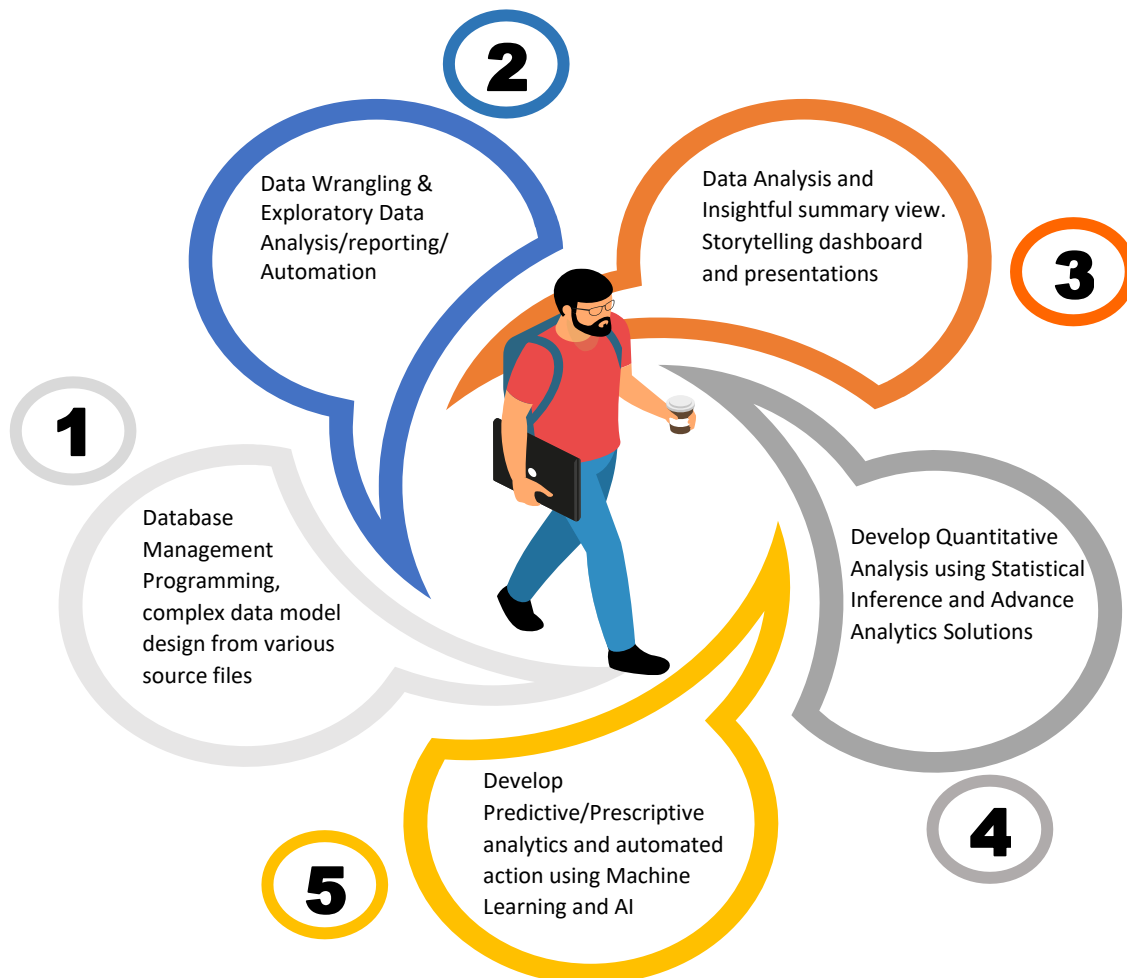 1
Database
Management
Programming,
complex data model
design from various
source files
2
Data Wrangling &
Exploratory Data
Analysis/reporting/
Automation
3
Data Analysis and
Insightful summary view.
Storytelling dashboard
and presentations
4
Develop Quantitative
Analysis using Statistical
Inference and Advance
Analytics Solutions
5
Develop
Predictive/Prescriptive
analytics and automated
action using Machine
Learning and AI